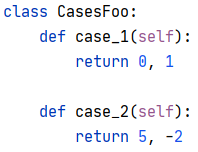 class CasesFoo:
    def case_1(self):
        return 0, 1

    def case_2(self):
        return 5, -2